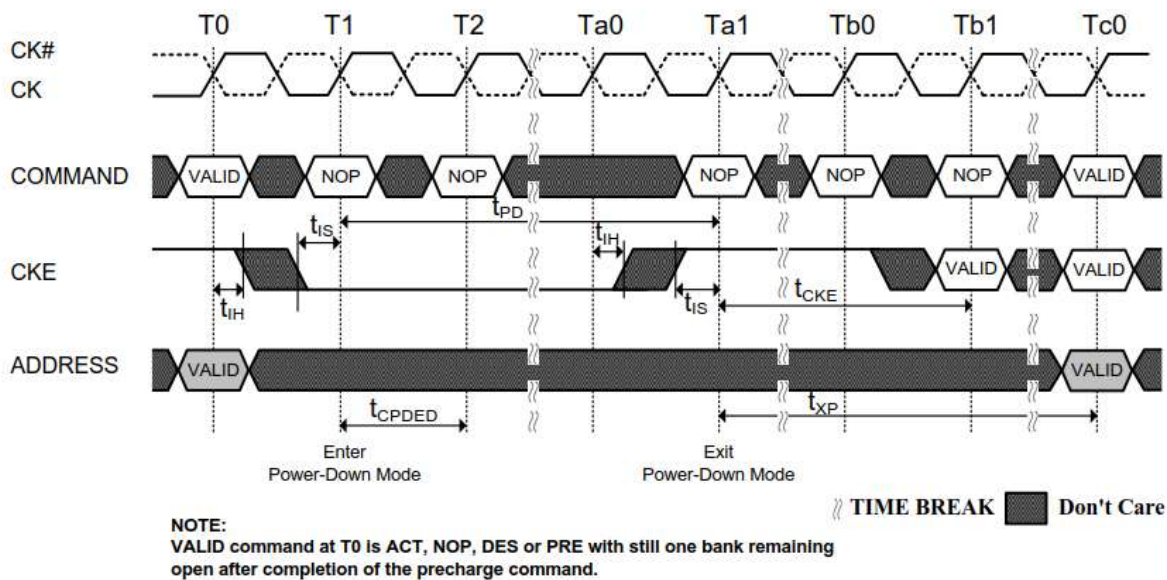 T0 T1 T2 Ta0 Ta1 Tb0 Tb1 Tc0
CK#
CK
COMMAND VALID NOP NOP NOP NOP NOP VALID
tPD
tIS tIH
CKE VALID VALID
tIH tIS tCKE
ADDRESS VALID VALID
tCPDED tXP
Enter
Power-Down Mode
Exit
Power-Down Mode
TIME BREAK Don't Care
NOTE:
VALID command at T0 is ACT, NOP, DES or PRE with still one bank remaining
open after completion of the precharge command.